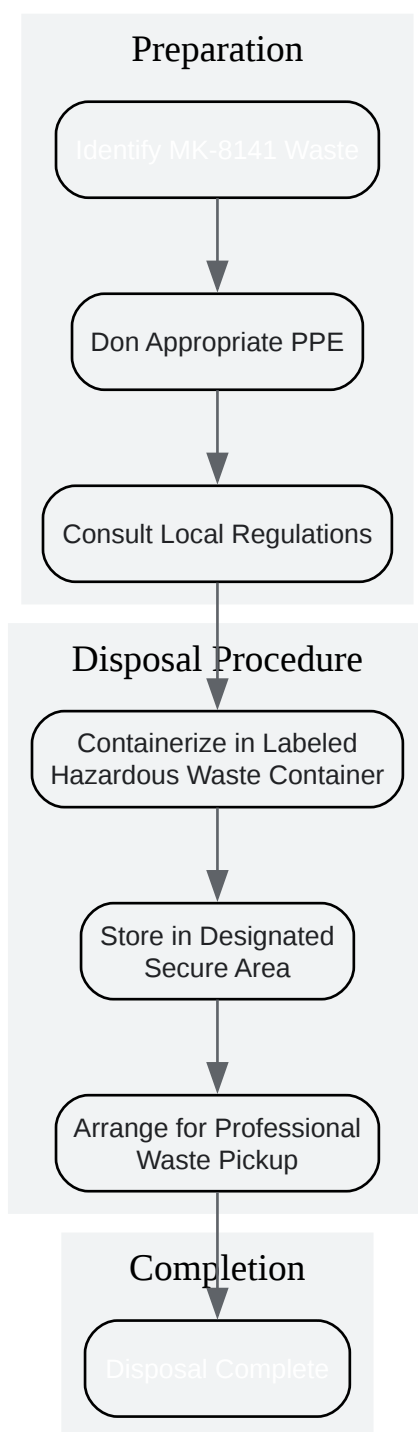 Preparation
Identify MK-8141 Waste
Don Appropriate PPE
Consult Local Regulations
Disposal Procedure
Containerize in Labeled
Hazardous Waste Container
Store in Designated
Secure Area
Arrange for Professional
Waste Pickup
Completion
Disposal Complete